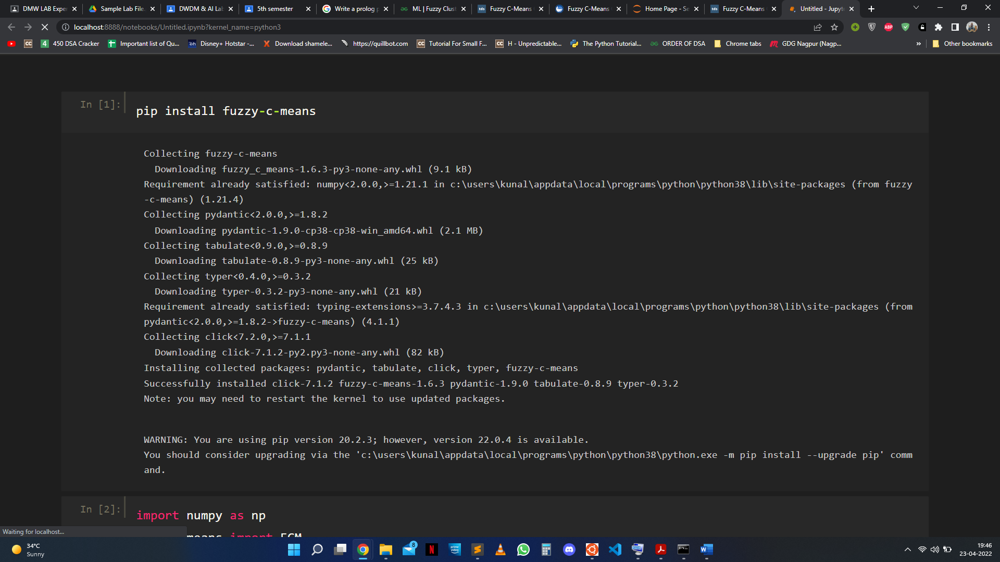 DMW LAB Exper
Sample Lab File.
DWDM & AI Lab
5th semester
Write a prolog p
ML | Fuzzy Clust
Fuzzy C-Means
Fuzzy C-Means
Home Page - Se
Fuzzy C-Means
Untitled - Jupyte
localhost:8888/notebooks/Untitled.ipynb?kernel_name=python3
ABP
CC
4
450 DSA Cracker
Important list of Qu...
Disney+ Hotstar -...
Download shamele...
https://quillbot.com
CC
Tutorial For Small F...
CC
H - Unpredictable...
The Python Tutorial...
ORDER OF DSA
Chrome tabs
GDG Nagpur (Nagp...
»
Other bookmarks
In [1]:
pip install fuzzy-c-means
Collecting fuzzy-c-means
Downloading fuzzy_c_means-1.6.3-py3-none-any.whl (9.1 kB)
Requirement already satisfied: numpy<2.0.0,>=1.21.1 in c:\users\kunal\appdata\local\programs\python\python38\lib\site-packages (from fuzzy
-c-means) (1.21.4)
Collecting pydantic<2.0.0,>=1.8.2
Downloading pydantic-1.9.0-cp38-cp38-win_amd64.whl (2.1 MB)
Collecting tabulate<0.9.0,>=0.8.9
Downloading tabulate-0.8.9-py3-none-any.whl (25 kB)
Collecting typer<0.4.0,>=0.3.2
Downloading typer-0.3.2-py3-none-any.whl (21 kB)
Requirement already satisfied: typing-extensions>=3.7.4.3 in c:\users\kunal\appdata\local\programs\python\python38\lib\site-packages (from
pydantic<2.0.0,>=1.8.2->fuzzy-c-means) (4.1.1)
Collecting click<7.2.0,>=7.1.1
Downloading click-7.1.2-py2.py3-none-any.whl (82 kB)
Installing collected packages: pydantic, tabulate, click, typer, fuzzy-c-means
Successfully installed click-7.1.2 fuzzy-c-means-1.6.3 pydantic-1.9.0 tabulate-0.8.9 typer-0.3.2
Note: you may need to restart the kernel to use updated packages.
WARNING: You are using pip version 20.2.3; however, version 22.0.4 is available.
You should consider upgrading via the 'c:\users\kunal\appdata\local\programs\python\python38\python.exe -m pip install --upgrade pip' comm
and.
In [2]:
import numpy as np
means import FCM
Waiting for localhost...
34°C
Sunny
8
19:46
23-04-2022